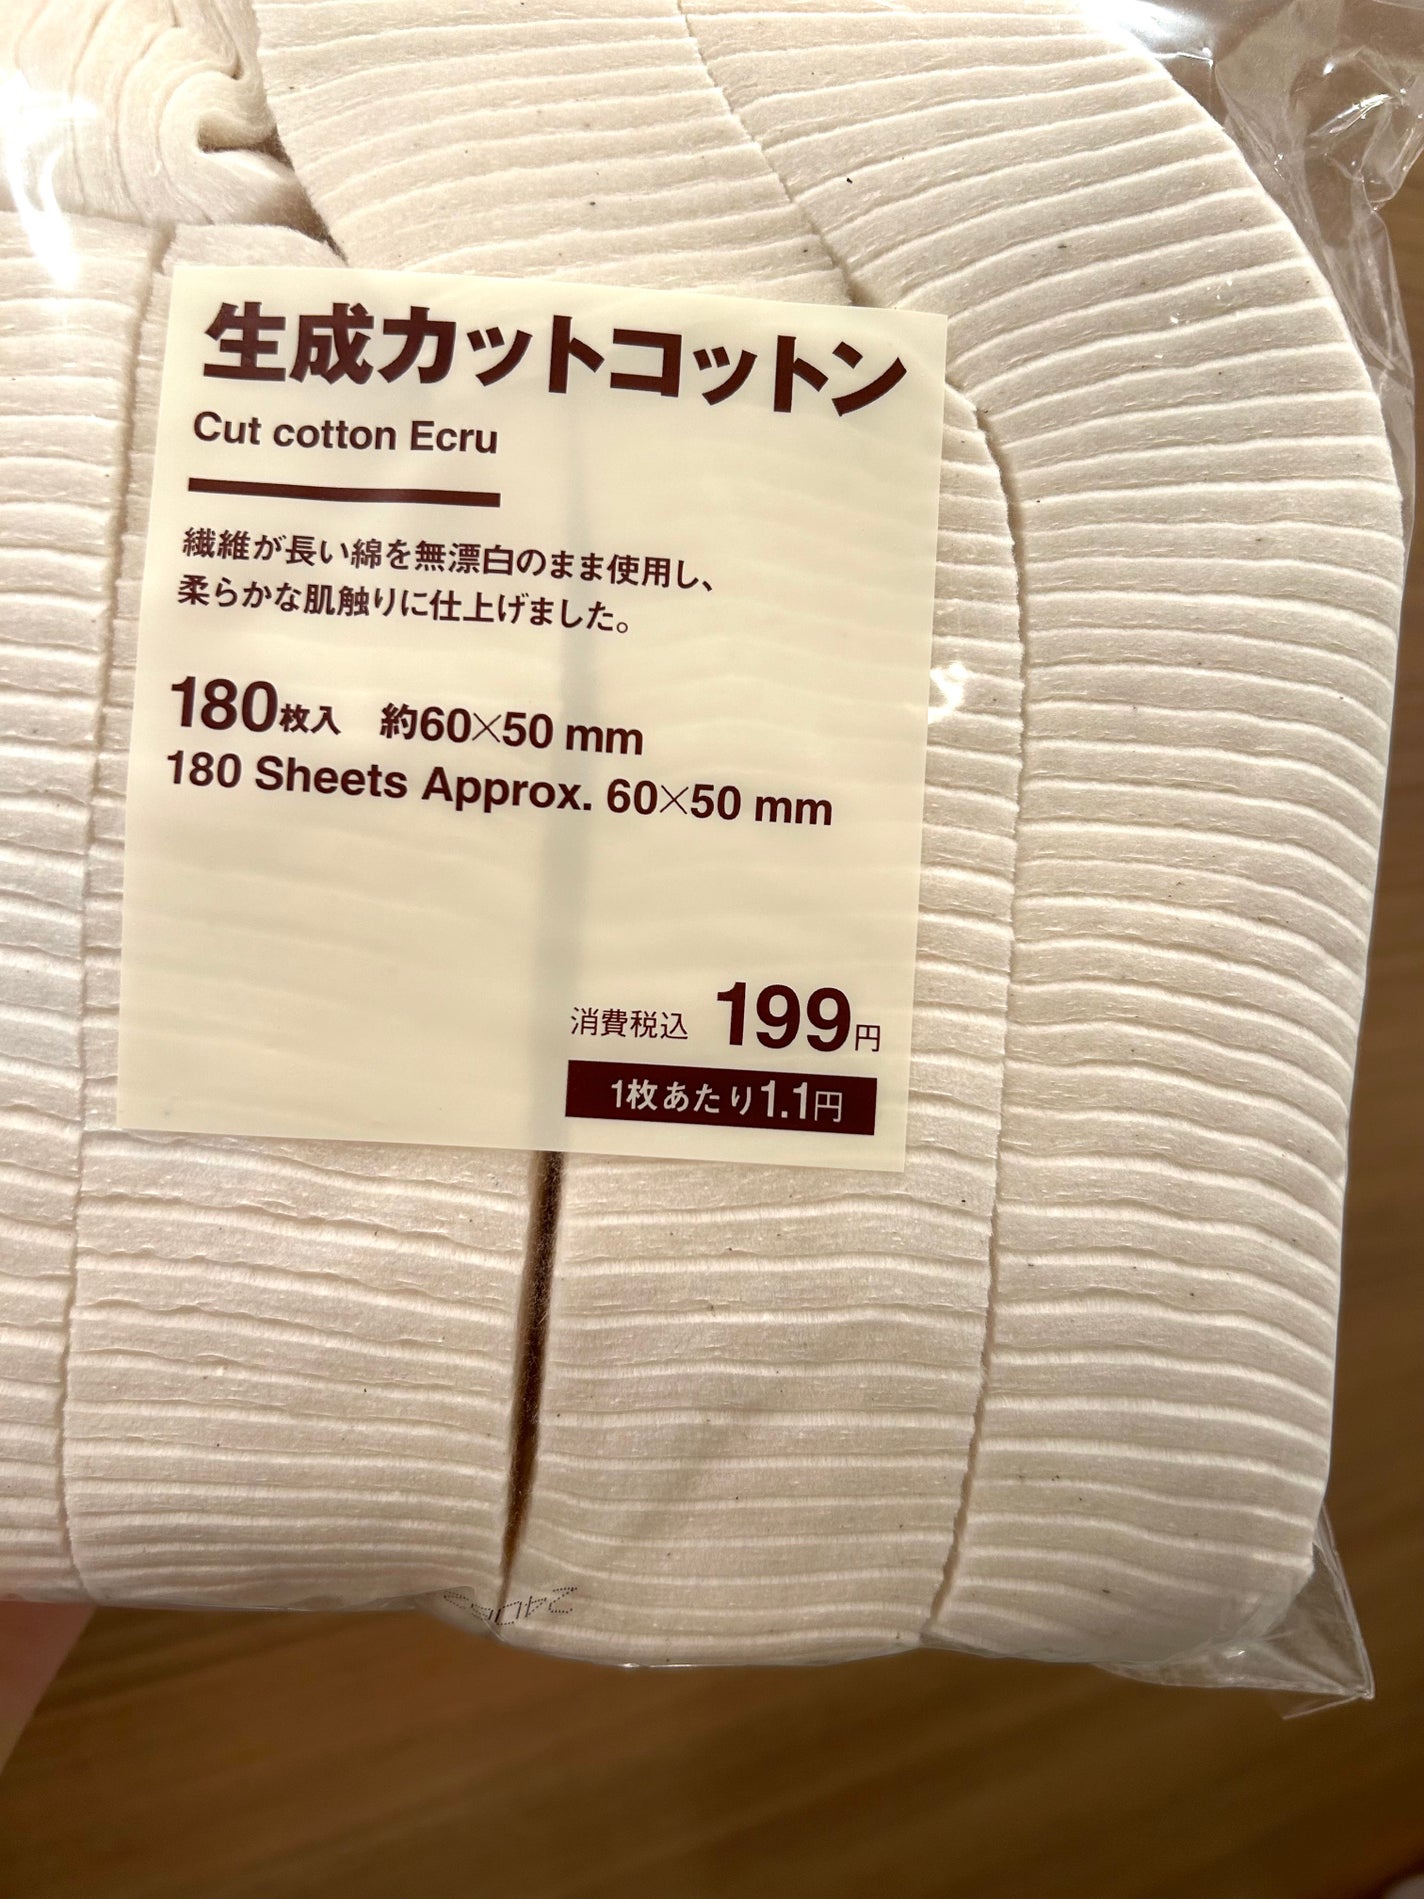 生成カットコットン
Cut cotton Ecru
繊維が長い綿を無漂白のまま使用し、
柔らかな肌触りに仕上げました。
180枚入 約60×50 mm
180 Sheets Approx. 60×50 mm
消費税込 199円
1枚あたり1.1円